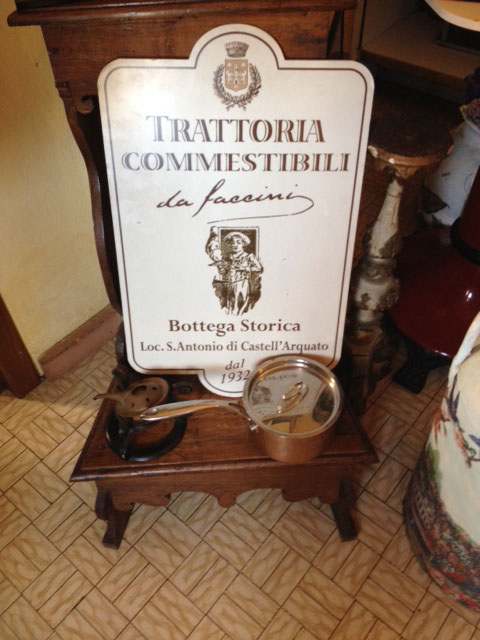 TRATTORIA
COMMESTIBILI
da Faccini
Bottega Storica
Loc. S.Antonio di Castell'Arquato
dal
1932